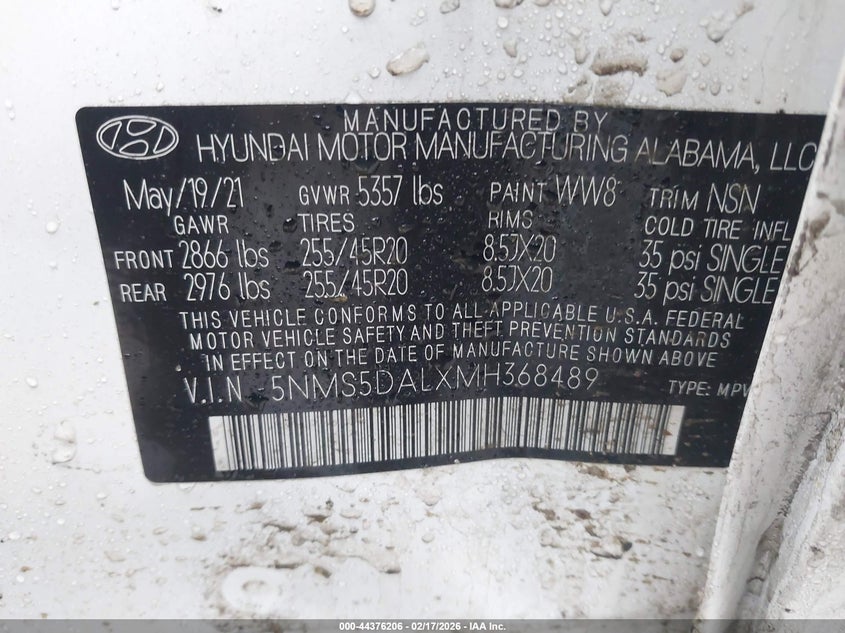 MANUFACTURED BY
HYUNDAI MOTOR MANUFACTURING ALABAMA, LLC
May/19/21 GVWR 5357 lbs PAINT WW8 TRIM NSN
GAWR TIRES RIMS COLD TIRE INFL
FRONT 2866 lbs 255/45R20 8.5JX20 35 psi SINGLE
REAR 2976 lbs 255/45R20 8.5JX20 35 psi SINGLE
THIS VEHICLE CONFORMS TO ALL APPLICABLE U.S.A. FEDERAL
MOTOR VEHICLE SAFETY AND THEFT PREVENTION STANDARDS
IN EFFECT ON THE DATE OF MANUFACTURE SHOWN ABOVE.
V.I.N 5NMS5DALXMH368489 TYPE: MPV
000-44376206 - 02/17/2026 - IAA Inc.